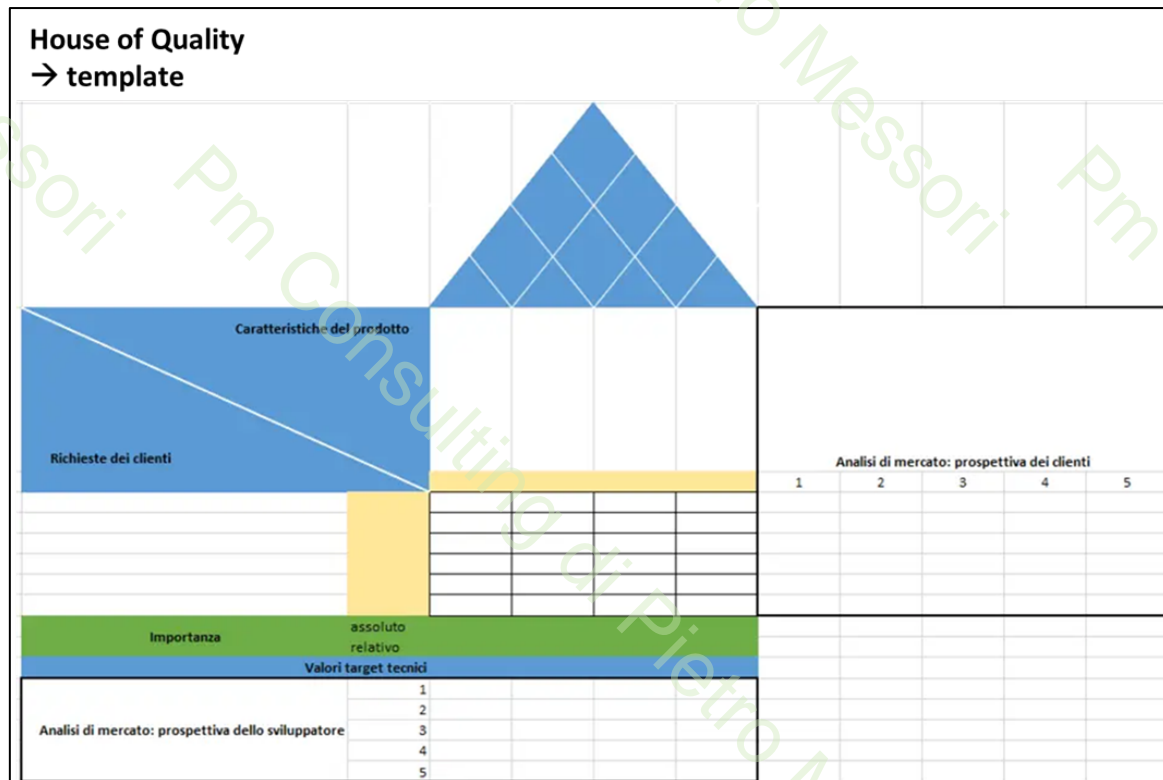 House of Quality
→ template
Caratteristiche del prodotto
Richieste dei clienti
Analisi di mercato: prospettiva dei clienti
1 2 3 4 5
Importanza
assoluto
relativo
Valori target tecnici
Analisi di mercato: prospettiva dello sviluppatore
1
2
3
4
5
Pm Consulting di Pietro Messori
o Messori
ssori
Pm